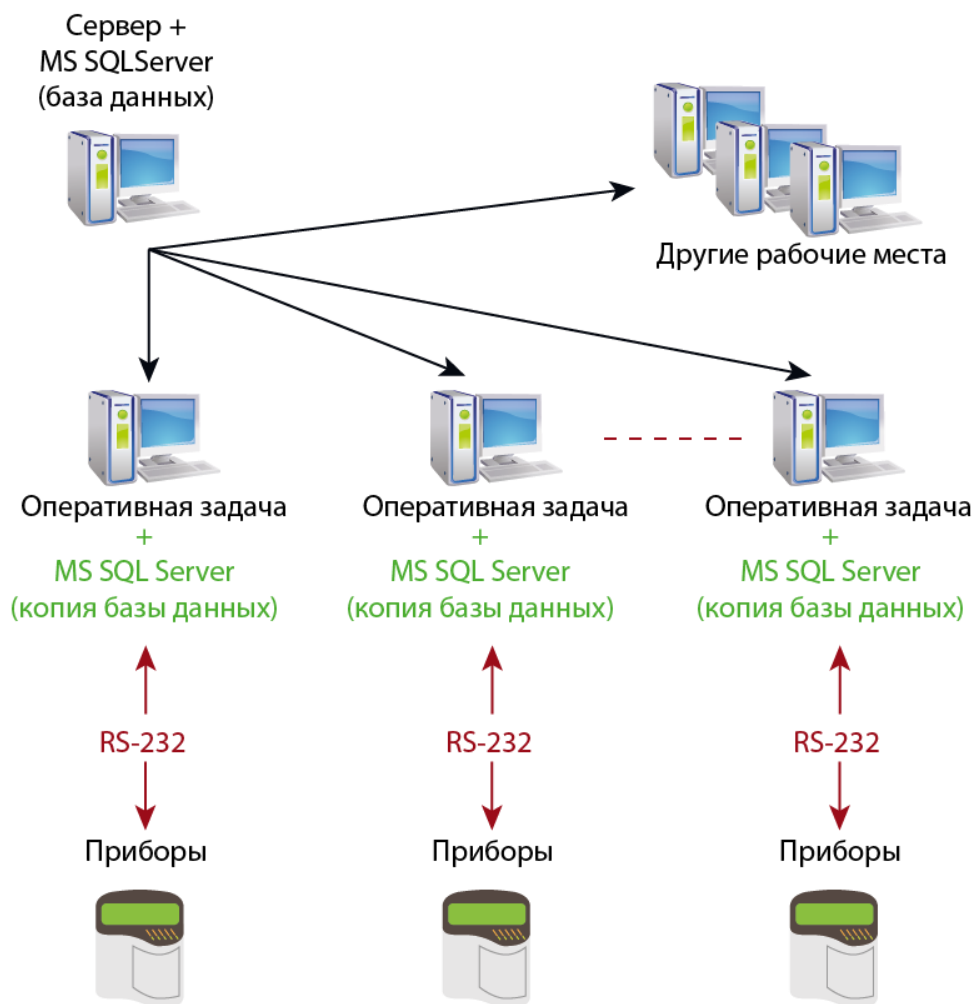 Сервер +
MS SQLServer
(база данных)
Другие рабочие места
Оперативная задача
+
MS SQL Server
(копия базы данных)
Оперативная задача
+
MS SQL Server
(копия базы данных)
Оперативная задача
+
MS SQL Server
(копия базы данных)
RS-232
RS-232
RS-232
Приборы
Приборы
Приборы